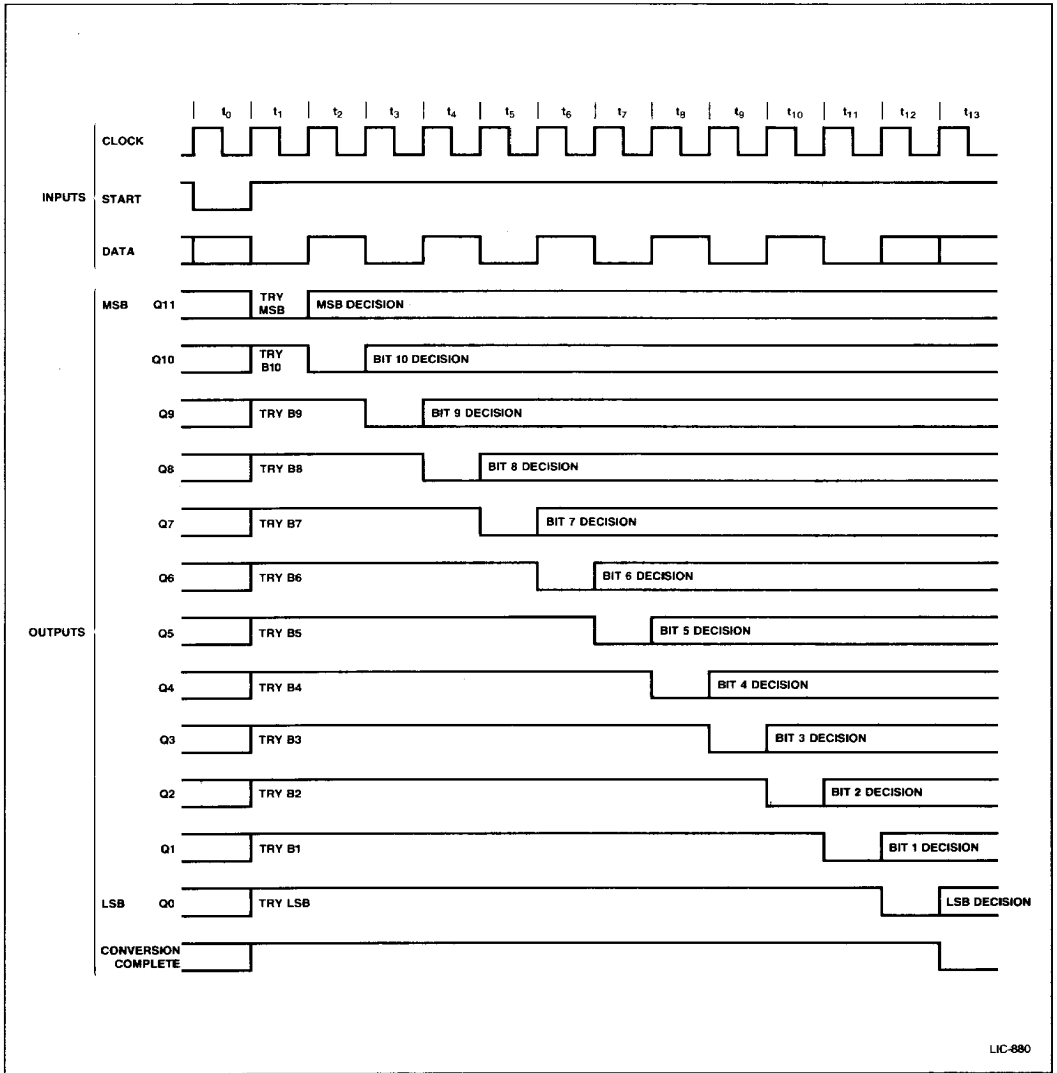 t0 t1 t2 t3 t4 t5 t6 t7 t8 t9 t10 t11 t12 t13
CLOCK
INPUTS START
DATA
MSB Q11 TRY MSB MSB DECISION
Q10 TRY B10 BIT 10 DECISION
Q9 TRY B9 BIT 9 DECISION
Q8 TRY B8 BIT 8 DECISION
Q7 TRY B7 BIT 7 DECISION
Q6 TRY B6 BIT 6 DECISION
OUTPUTS Q5 TRY B5 BIT 5 DECISION
Q4 TRY B4 BIT 4 DECISION
Q3 TRY B3 BIT 3 DECISION
Q2 TRY B2 BIT 2 DECISION
Q1 TRY B1 BIT 1 DECISION
LSB Q0 TRY LSB LSB DECISION
CONVERSION
COMPLETE
LIC-880